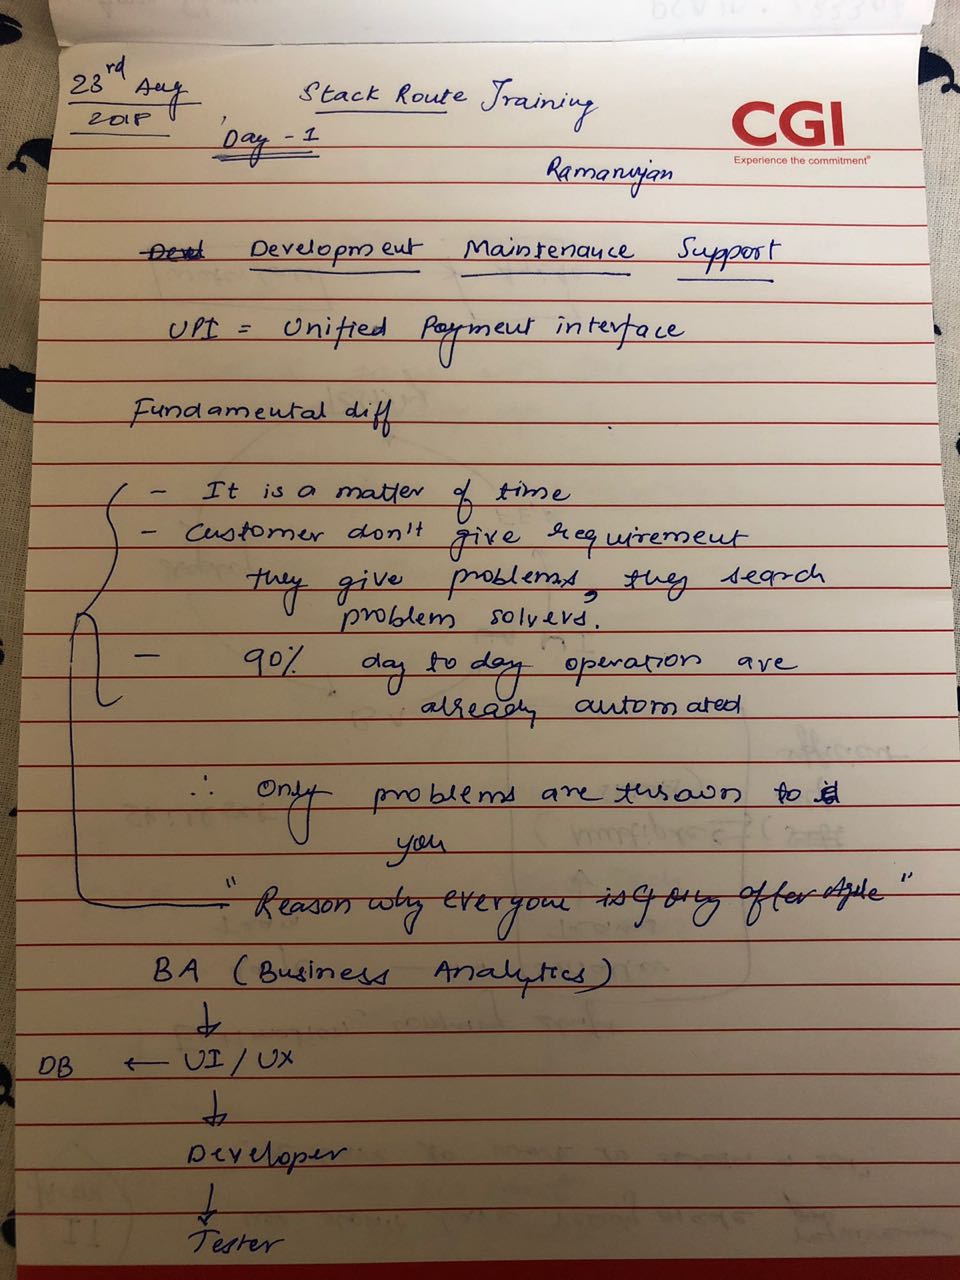 23rd Aug
2018
Stack Route Training
Day - 1
CGI
Experience the commitment®
Ramanujan
Devel Development Maintenance Support
UPI = Unified Payment interface
Fundamental diff
- It is a matter of time
- Customer don't give requirement
they give problems, they search
problem solvers.
- 90% day to day operation are
already automated
∴ Only problems are thrown to
you
" Reason why everyone is going after Agile "
BA (Business Analytics)
↓
DB ← UI / UX
↓
Developer
↓
Tester